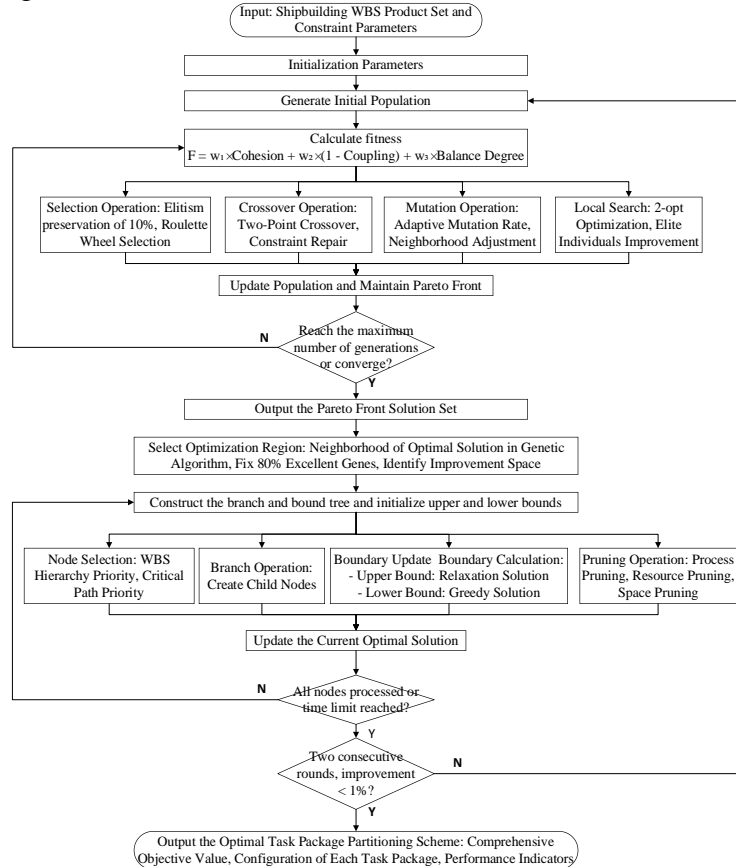 Input: Shipbuilding WBS Product Set and
Constraint Parameters
Initialization Parameters
Generate Initial Population
Calculate fitness
F = w₁×Cohesion + w₂×(1 - Coupling) + w₃×Balance Degree
Selection Operation: Elitism
preservation of 10%, Roulette
Wheel Selection
Crossover Operation:
Two-Point Crossover,
Constraint Repair
Mutation Operation:
Adaptive Mutation Rate,
Neighborhood Adjustment
Local Search: 2-opt
Optimization, Elite
Individuals Improvement
Update Population and Maintain Pareto Front
N
Reach the maximum
number of generations
or converge?
Y
Output the Pareto Front Solution Set
Select Optimization Region: Neighborhood of Optimal Solution in Genetic
Algorithm, Fix 80% Excellent Genes, Identify Improvement Space
Construct the branch and bound tree and initialize upper and lower bounds
Node Selection: WBS
Hierarchy Priority, Critical
Path Priority
Branch Operation:
Create Child Nodes
Boundary Update Boundary Calculation:
- Upper Bound: Relaxation Solution
- Lower Bound: Greedy Solution
Pruning Operation: Process
Pruning, Resource Pruning,
Space Pruning
Update the Current Optimal Solution
N
All nodes processed or
time limit reached?
Y
Two consecutive
rounds, improvement
< 1%?
N
Y
Output the Optimal Task Package Partitioning Scheme: Comprehensive
Objective Value, Configuration of Each Task Package, Performance Indicators